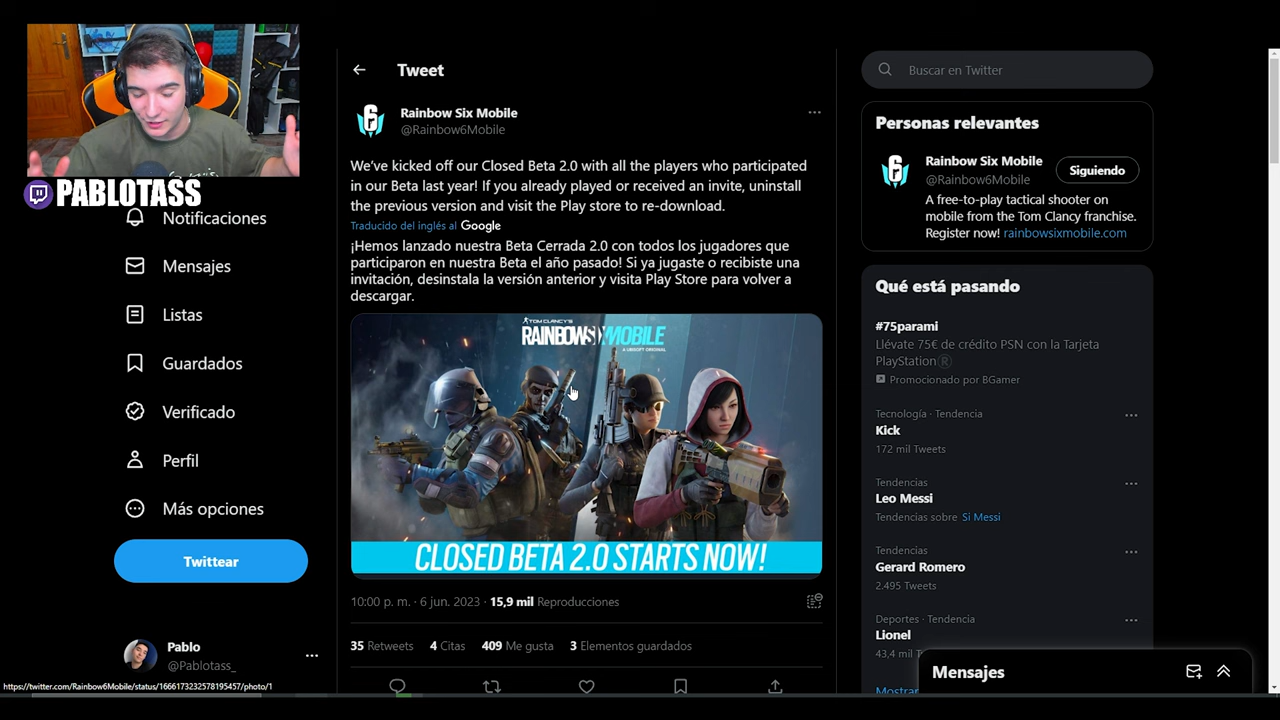 PABLOTASS
Notificaciones
Mensajes
Listas
Guardados
Verificado
Perfil
Más opciones
Twittear
Pablo
@Pablotass_
https://twitter.com/Rainbow6Mobile/status/1666173232578195457/photo/1
Tweet
Rainbow Six Mobile
@Rainbow6Mobile
We've kicked off our Closed Beta 2.0 with all the players who participated
in our Beta last year! If you already played or received an invite, uninstall
the previous version and visit the Play store to re-download.
Traducido del inglés al Google
¡Hemos lanzado nuestra Beta Cerrada 2.0 con todos los jugadores que
participaron en nuestra Beta el año pasado! Si ya jugaste o recibiste una
invitación, desinstala la versión anterior y visita Play Store para volver a
descargar.
TOM CLANCY'S
RAINBOWSIX MOBILE
A UBISOFT ORIGINAL
CLOSED BETA 2.0 STARTS NOW!
10:00 p. m. · 6 jun. 2023 · 15,9 mil Reproducciones
35 Retweets 4 Citas 409 Me gusta 3 Elementos guardados
Buscar en Twitter
Personas relevantes
Rainbow Six Mobile
@Rainbow6Mobile
Siguiendo
A free-to-play tactical shooter on
mobile from the Tom Clancy franchise.
Register now! rainbowsixmobile.com
Qué está pasando
#75parami
Llévate 75€ de crédito PSN con la Tarjeta
PlayStation®
Promocionado por BGamer
Tecnología · Tendencia
Kick
172 mil Tweets
Tendencias
Leo Messi
Tendencias sobre Si Messi
Tendencias
Gerard Romero
2.495 Tweets
Deportes · Tendencia
Lionel
43,4 mil T
Mostrar
Mensajes